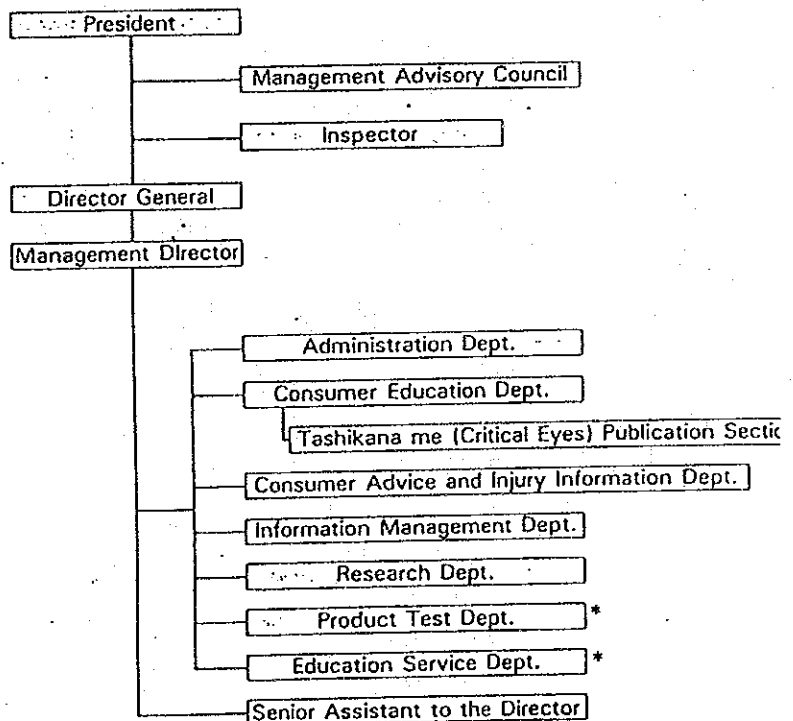 President
Management Advisory Council
Inspector
Director General
Management Director
Administration Dept.
Consumer Education Dept.
Tashikana me (Critical Eyes) Publication Sectic
Consumer Advice and Injury Information Dept.
Information Management Dept.
Research Dept.
Product Test Dept. *
Education Service Dept. *
Senior Assistant to the Director